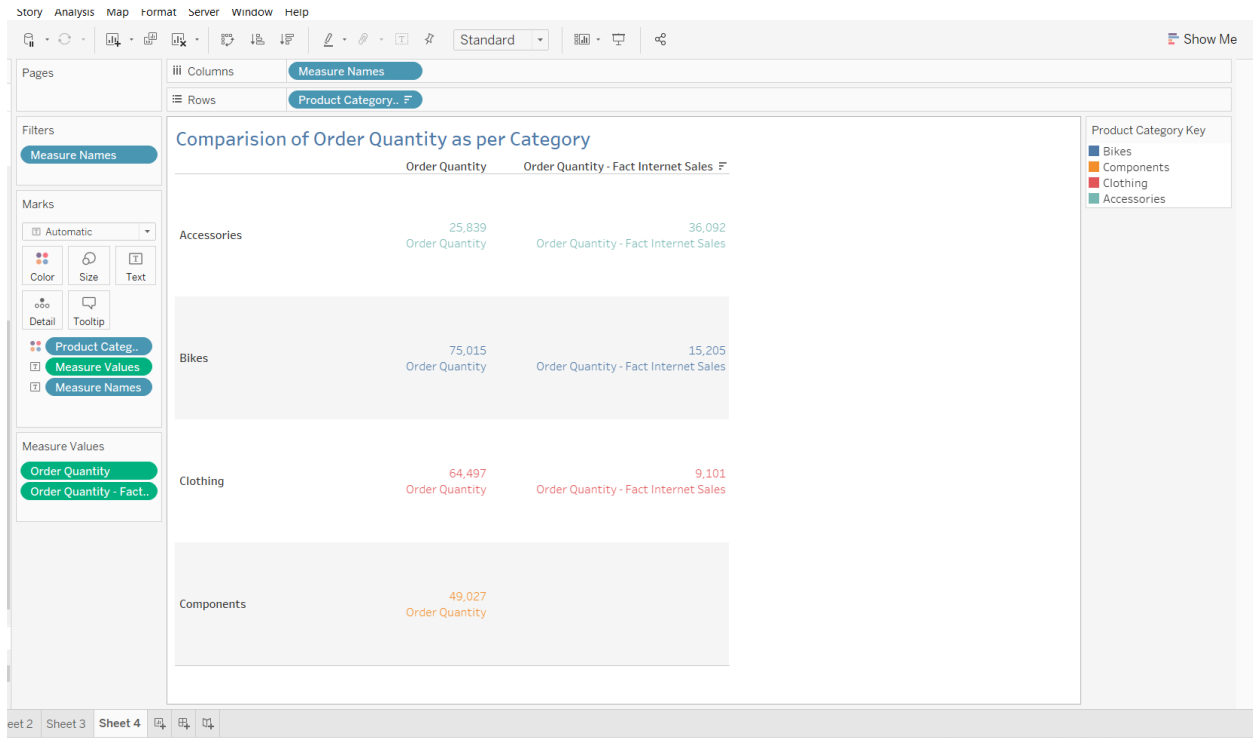 Story Analysis Map Format Server Window Help
Standard
Show Me
Pages
Columns Measure Names
Rows Product Category..
Filters
Measure Names
Marks
Automatic
Color Size Text
Detail Tooltip
Product Categ..
Measure Values
Measure Names
Measure Values
Order Quantity
Order Quantity - Fact..
Comparision of Order Quantity as per Category
Order Quantity Order Quantity - Fact Internet Sales
Accessories
25,839 36,092
Order Quantity Order Quantity - Fact Internet Sales
Bikes
75,015 15,205
Order Quantity Order Quantity - Fact Internet Sales
Clothing
64,497 9,101
Order Quantity Order Quantity - Fact Internet Sales
Components
49,027
Order Quantity
Product Category Key
Bikes
Components
Clothing
Accessories
eet 2 Sheet 3 Sheet 4